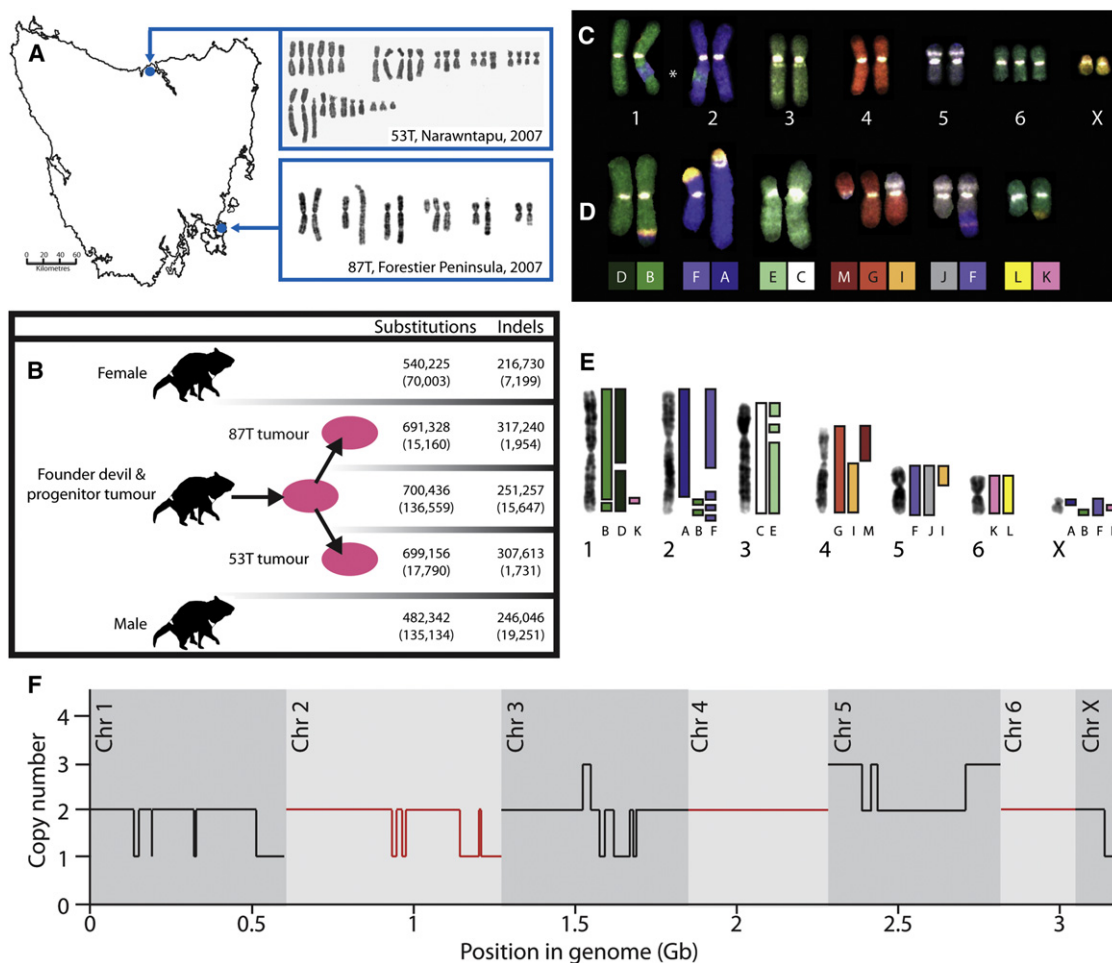 A
0 20 40 60
Kilometres
53T, Narawntapu, 2007
87T, Forestier Peninsula, 2007
B
Substitutions Indels
Female
540,225 216,730
(70,003) (7,199)
87T tumour
691,328 317,240
(15,160) (1,954)
Founder devil &
progenitor tumour
700,436 251,257
(136,559) (15,647)
53T tumour
699,156 307,613
(17,790) (1,731)
Male
482,342 246,046
(135,134) (19,251)
C
*
1 2 3 4 5 6 X
D
D B F A E C M G I J F L K
E
B D K A B F C E G I M F J I K L A B F
1 2 3 4 5 6 X
F
Chr 1 Chr 2 Chr 3 Chr 4 Chr 5 Chr 6 Chr X
Copy number
4
3
2
1
0
0 0.5 1 1.5 2 2.5 3
Position in genome (Gb)